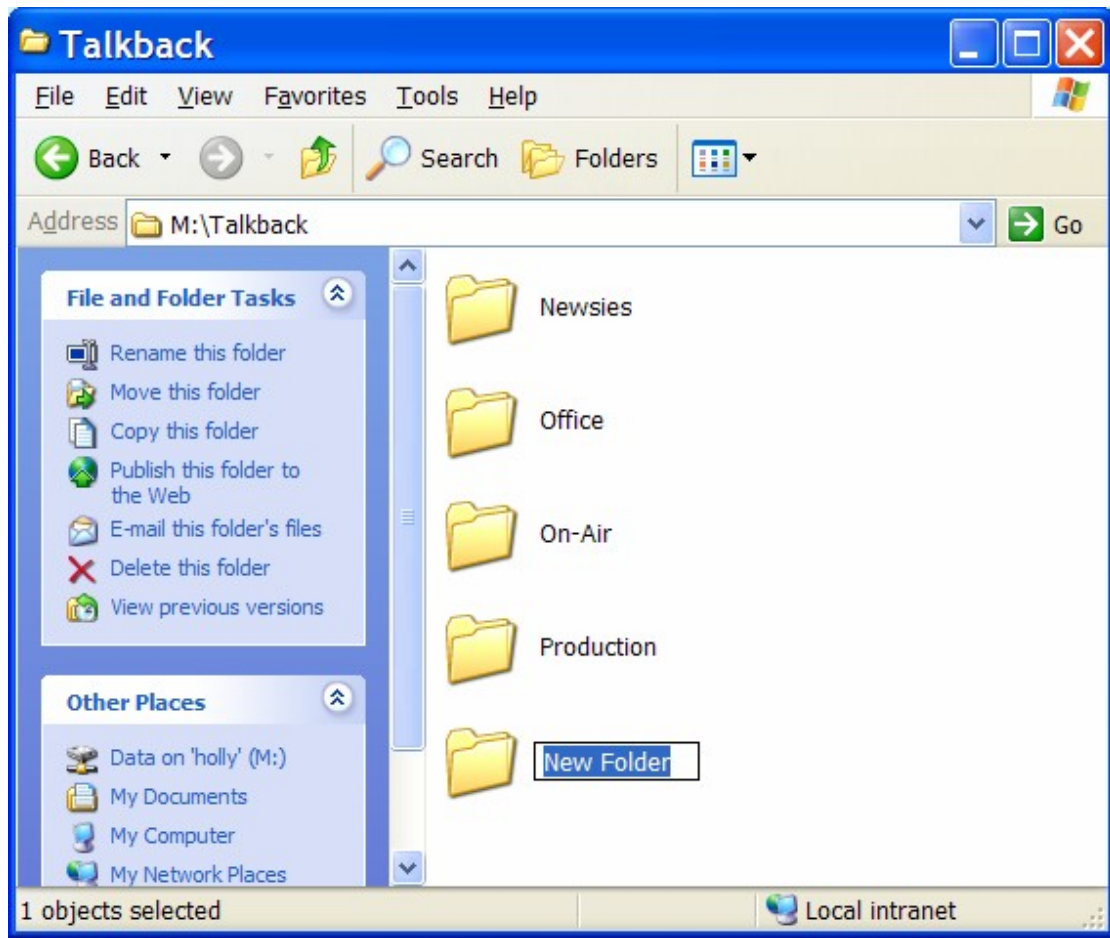 Talkback
File Edit View Favorites Tools Help
Back Search Folders
Address M:\Talkback Go
File and Folder Tasks
Rename this folder
Move this folder
Copy this folder
Publish this folder to
the Web
E-mail this folder's files
Delete this folder
View previous versions
Other Places
Data on 'holly' (M:)
My Documents
My Computer
My Network Places
Newsies
Office
On-Air
Production
New Folder
1 objects selected Local intranet